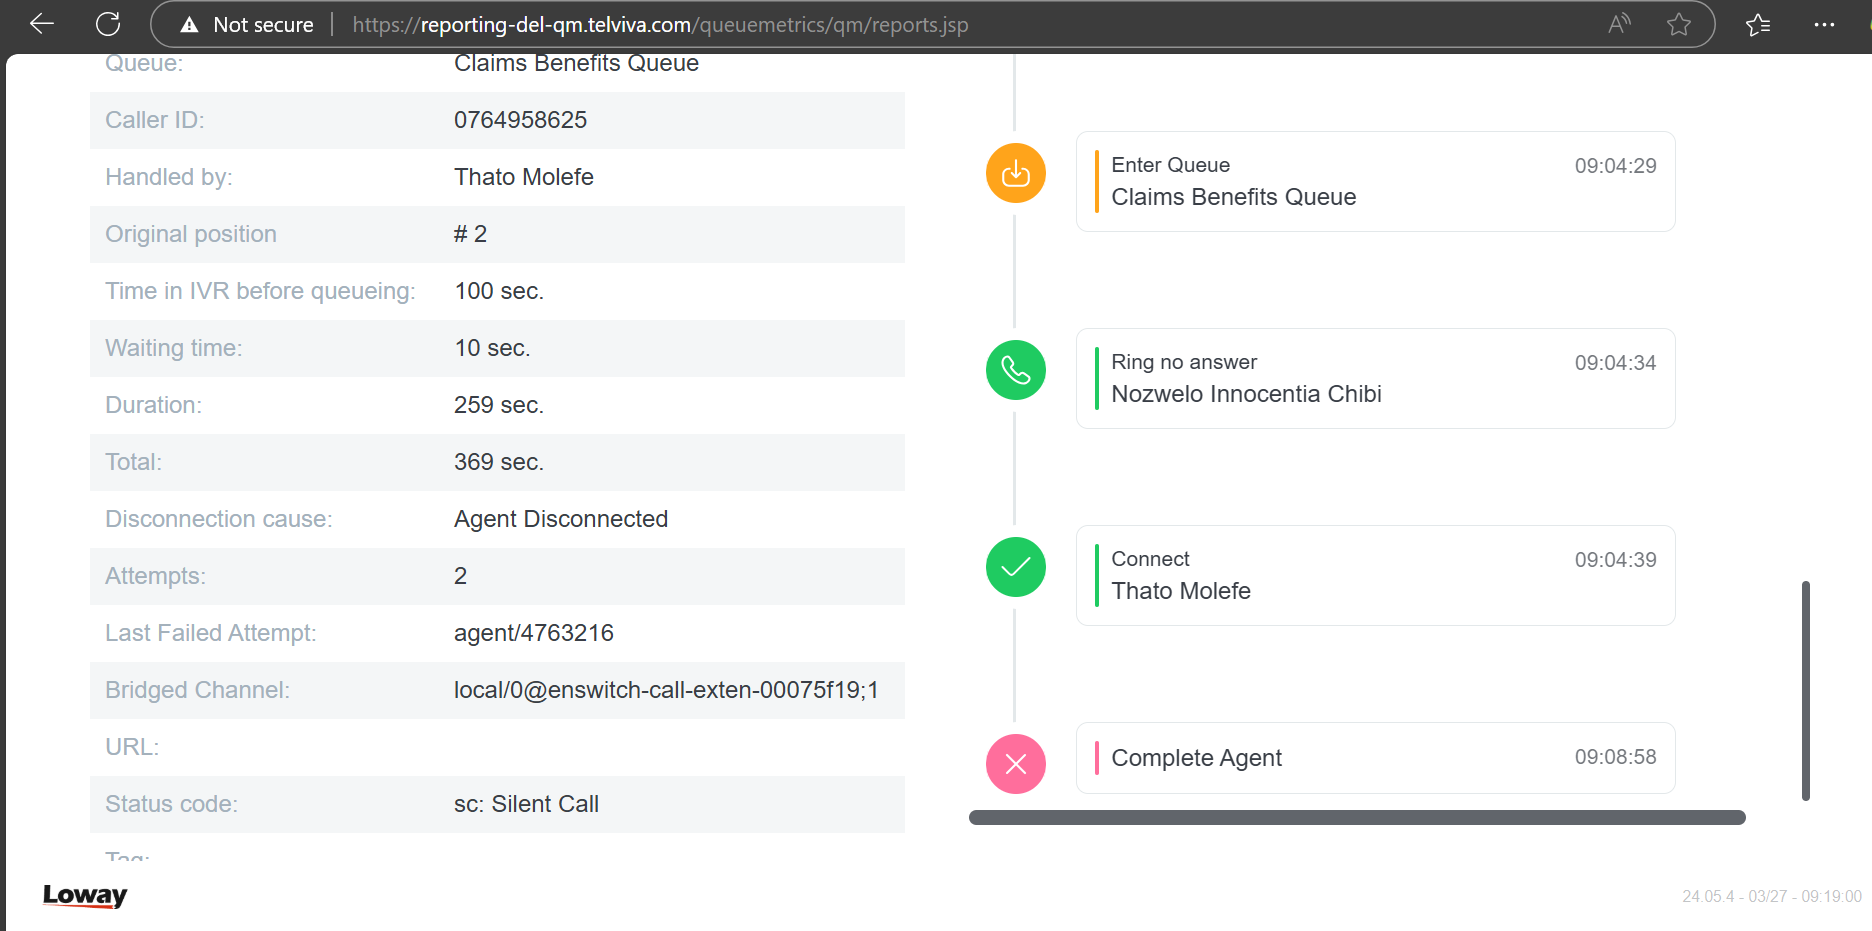 Not secure
https://reporting-del-qm.telviva.com/queuemetrics/qm/reports.jsp
Queue: Claims Benefits Queue
Caller ID: 0764958625
Handled by: Thato Molefe
Original position # 2
Time in IVR before queueing: 100 sec.
Waiting time: 10 sec.
Duration: 259 sec.
Total: 369 sec.
Disconnection cause: Agent Disconnected
Attempts: 2
Last Failed Attempt: agent/4763216
Bridged Channel: local/0@enswitch-call-exten-00075f19;1
URL:
Status code: sc: Silent Call
Tag:
Enter Queue 09:04:29
Claims Benefits Queue
Ring no answer 09:04:34
Nozwelo Innocentia Chibi
Connect 09:04:39
Thato Molefe
Complete Agent 09:08:58
Loway
24.05.4 - 03/27 - 09:19:00